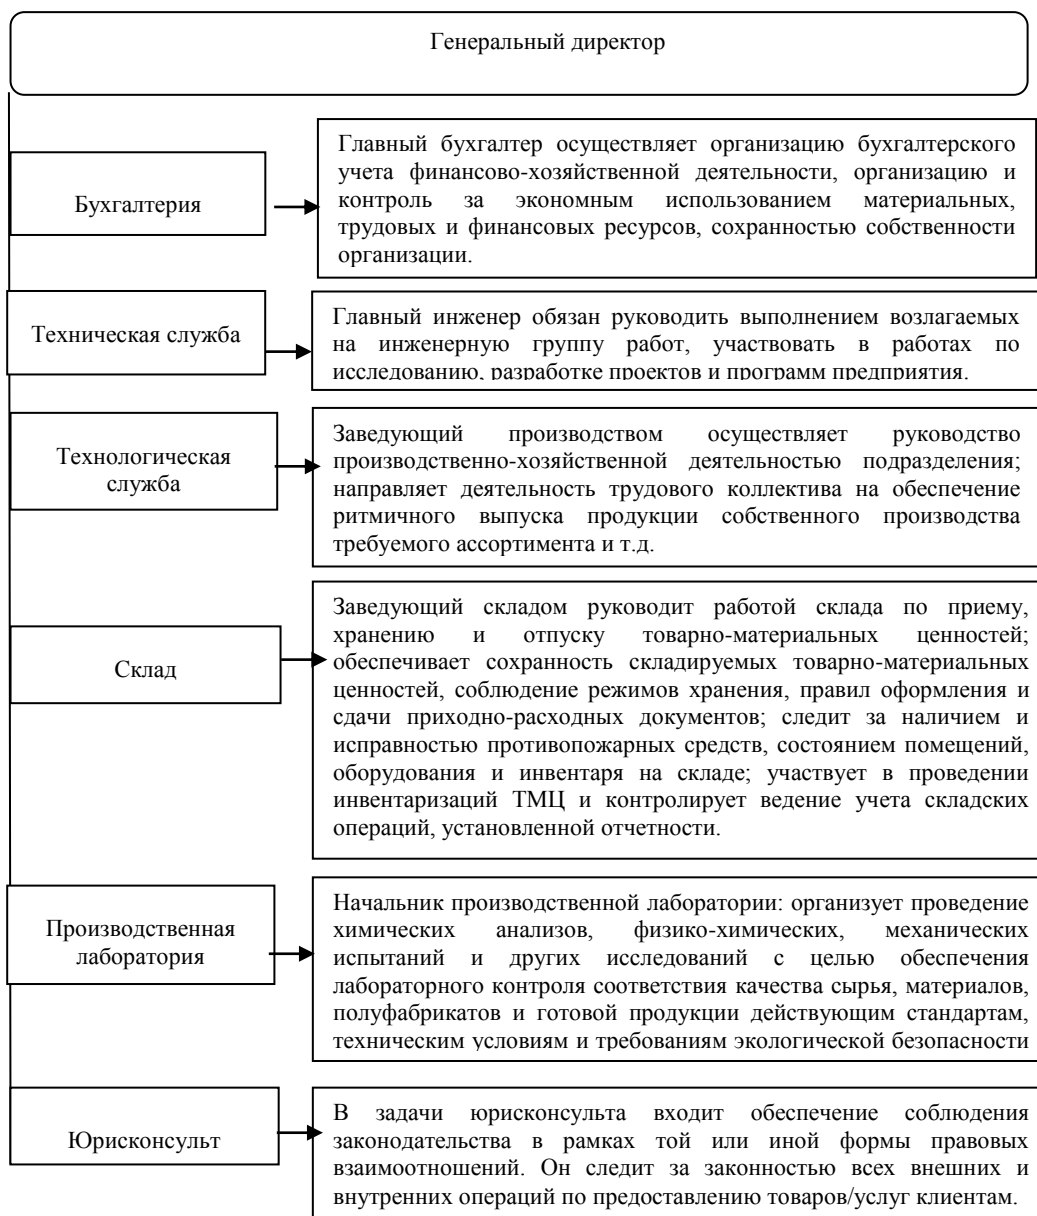 Генеральный директор
Бухгалтерия
Главный бухгалтер осуществляет организацию бухгалтерского
учета финансово-хозяйственной деятельности, организацию и
контроль за экономным использованием материальных,
трудовых и финансовых ресурсов, сохранностью собственности
организации.
Техническая служба
Главный инженер обязан руководить выполнением возлагаемых
на инженерную группу работ, участвовать в работах по
исследованию, разработке проектов и программ предприятия.
Технологическая
служба
Заведующий производством осуществляет руководство
производственно-хозяйственной деятельностью подразделения;
направляет деятельность трудового коллектива на обеспечение
ритмичного выпуска продукции собственного производства
требуемого ассортимента и т.д.
Склад
Заведующий складом руководит работой склада по приему,
хранению и отпуску товарно-материальных ценностей;
обеспечивает сохранность складируемых товарно-материальных
ценностей, соблюдение режимов хранения, правил оформления и
сдачи приходно-расходных документов; следит за наличием и
исправностью противопожарных средств, состоянием помещений,
оборудования и инвентаря на складе; участвует в проведении
инвентаризаций ТМЦ и контролирует ведение учета складских
операций, установленной отчетности.
Производственная
лаборатория
Начальник производственной лаборатории: организует проведение
химических анализов, физико-химических, механических
испытаний и других исследований с целью обеспечения
лабораторного контроля соответствия качества сырья, материалов,
полуфабрикатов и готовой продукции действующим стандартам,
техническим условиям и требованиям экологической безопасности
Юрисконсульт
В задачи юрисконсульта входит обеспечение соблюдения
законодательства в рамках той или иной формы правовых
взаимоотношений. Он следит за законностью всех внешних и
внутренних операций по предоставлению товаров/услуг клиентам.